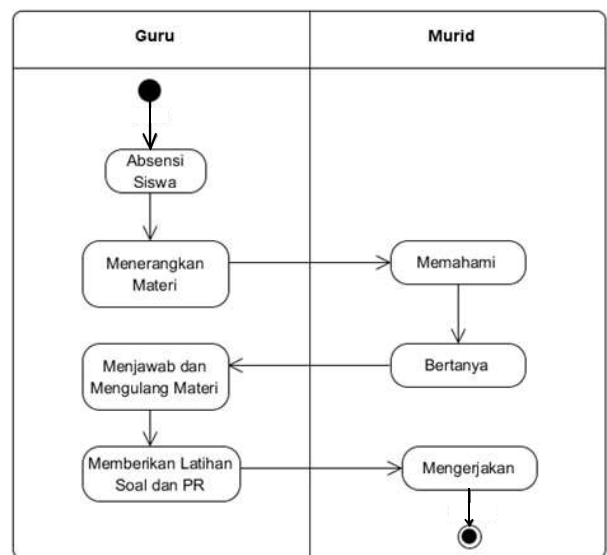 Guru
Murid
Absensi
Siswa
Menerangkan
Materi
Memahami
Menjawab dan
Mengulang Materi
Bertanya
Memberikan Latihan
Soal dan PR
Mengerjakan